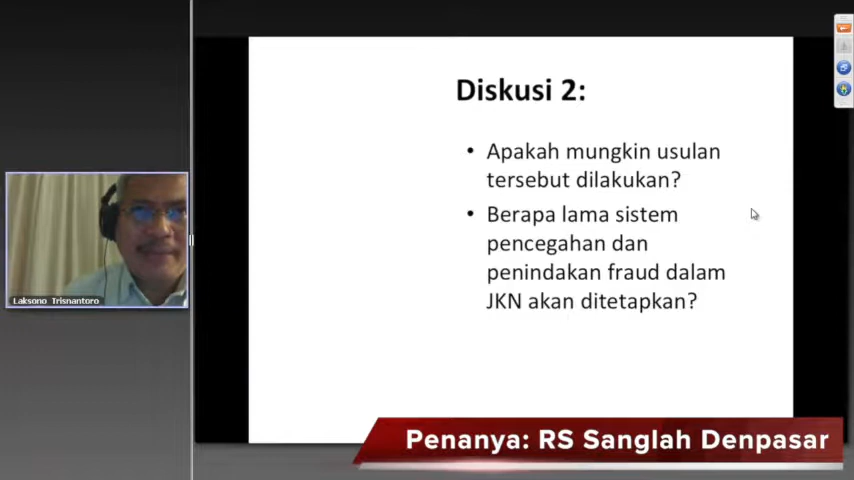 Diskusi 2:
• Apakah mungkin usulan
tersebut dilakukan?
• Berapa lama sistem
pencegahan dan
penindakan fraud dalam
JKN akan ditetapkan?
Laksono Trisnantoro
Penanya: RS Sanglah Denpasar